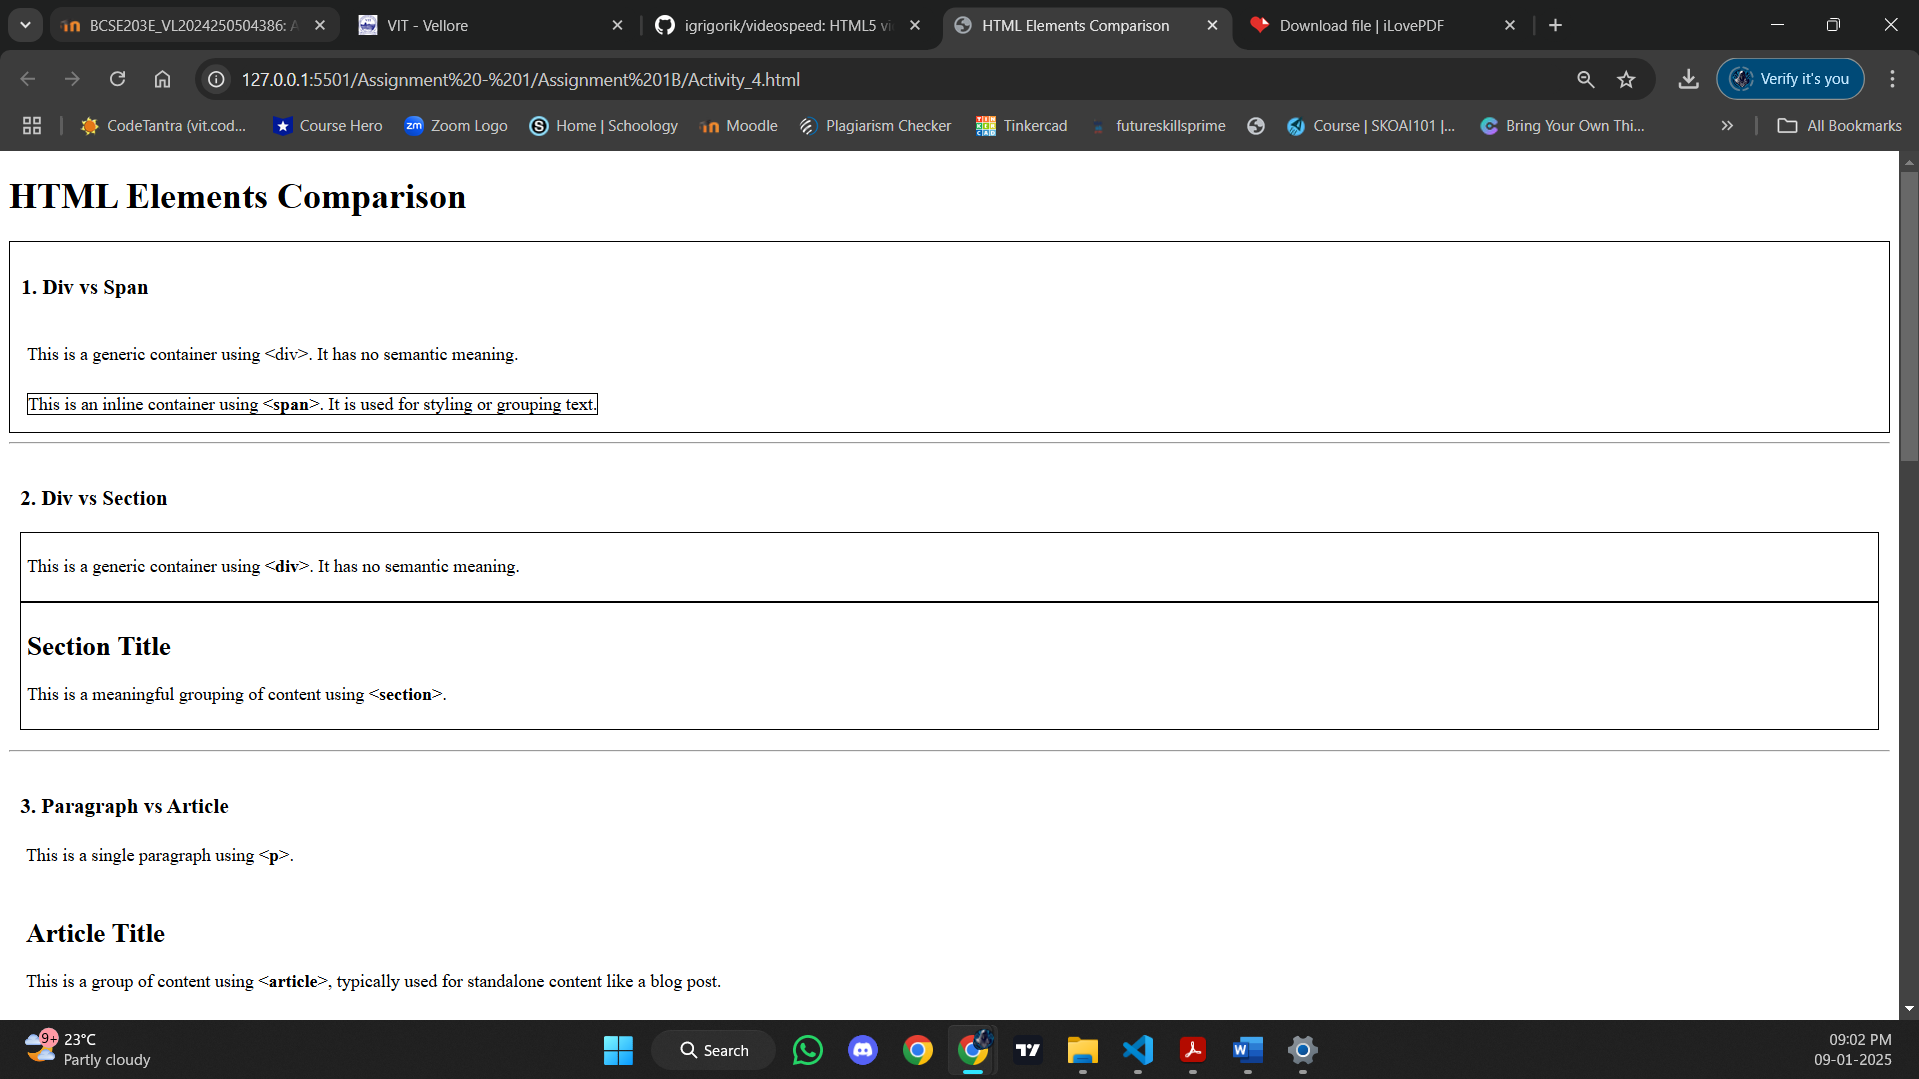 BCSE203E_VL2024250504386: A
VIT - Vellore
igrigorik/videospeed: HTML5 vi
HTML Elements Comparison
Download file | iLovePDF
127.0.0.1:5501/Assignment%20-%201/Assignment%201B/Activity_4.html
Verify it's you
CodeTantra (vit.cod...
Course Hero
zm Zoom Logo
S Home | Schoology
Moodle
Plagiarism Checker
Tinkercad
futureskillsprime
Course | SKOAI101 |...
Bring Your Own Thi...
All Bookmarks
HTML Elements Comparison
1. Div vs Span
This is a generic container using <div>. It has no semantic meaning.
This is an inline container using <span>. It is used for styling or grouping text.
2. Div vs Section
This is a generic container using <div>. It has no semantic meaning.
Section Title
This is a meaningful grouping of content using <section>.
3. Paragraph vs Article
This is a single paragraph using <p>.
Article Title
This is a group of content using <article>, typically used for standalone content like a blog post.
9+
23°C
Partly cloudy
Search
09:02 PM
09-01-2025